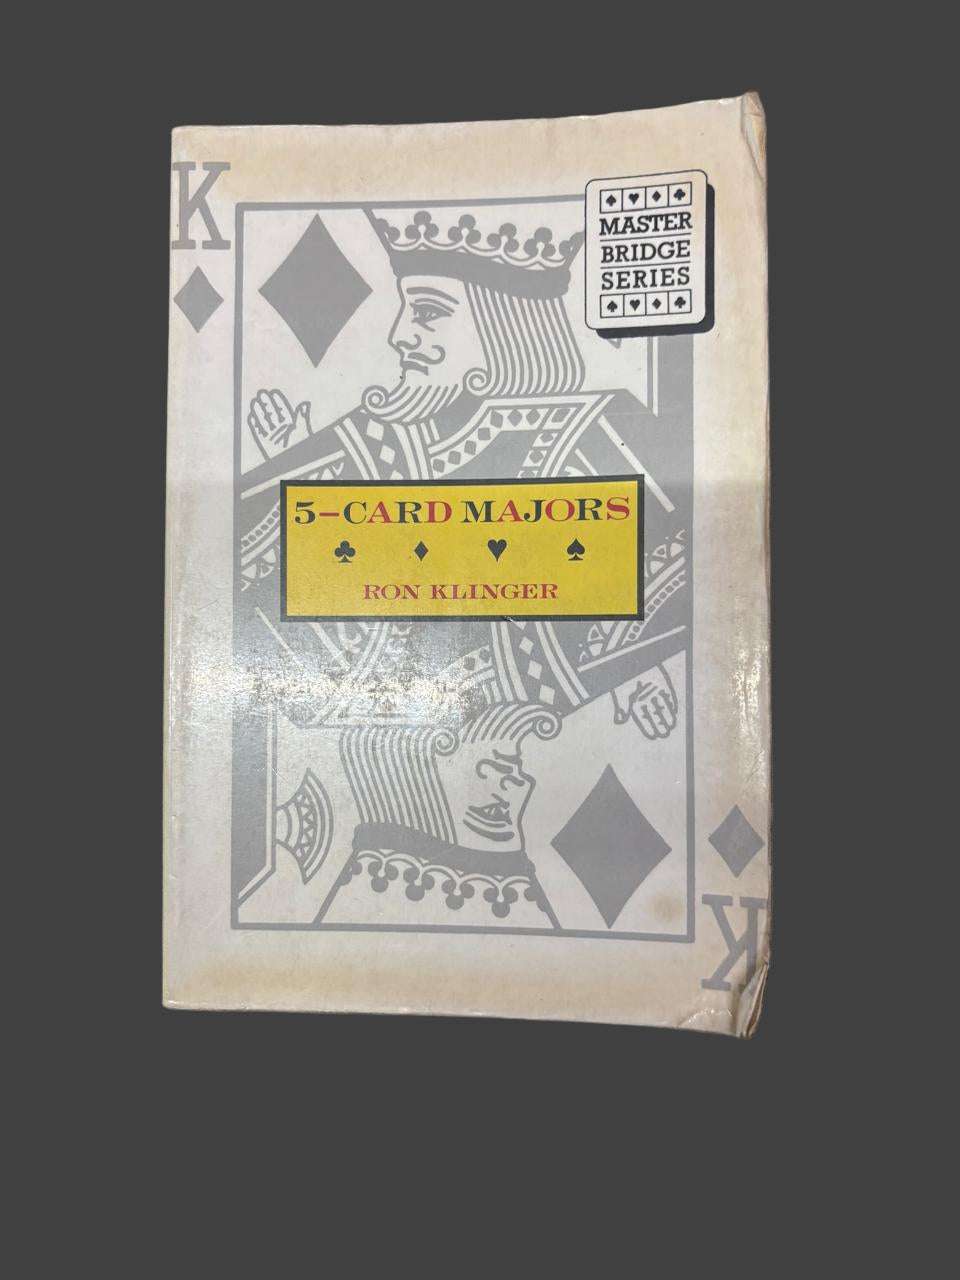 K
MASTER
BRIDGE
SERIES
5-CARD MAJORS
RON KLINGER
K